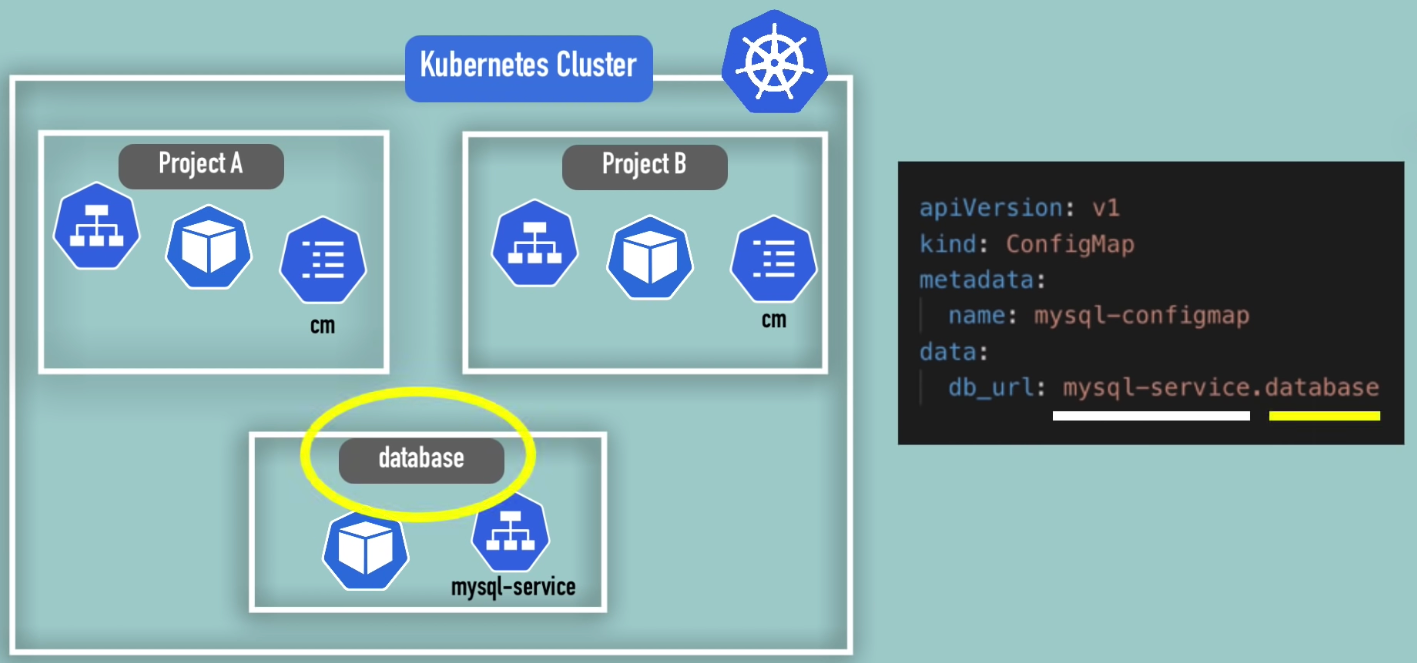 Kubernetes Cluster
Project A
Project B
cm
cm
database
mysql-service
apiVersion: v1
kind: ConfigMap
metadata:
  name: mysql-configmap
data:
  db_url: mysql-service.database